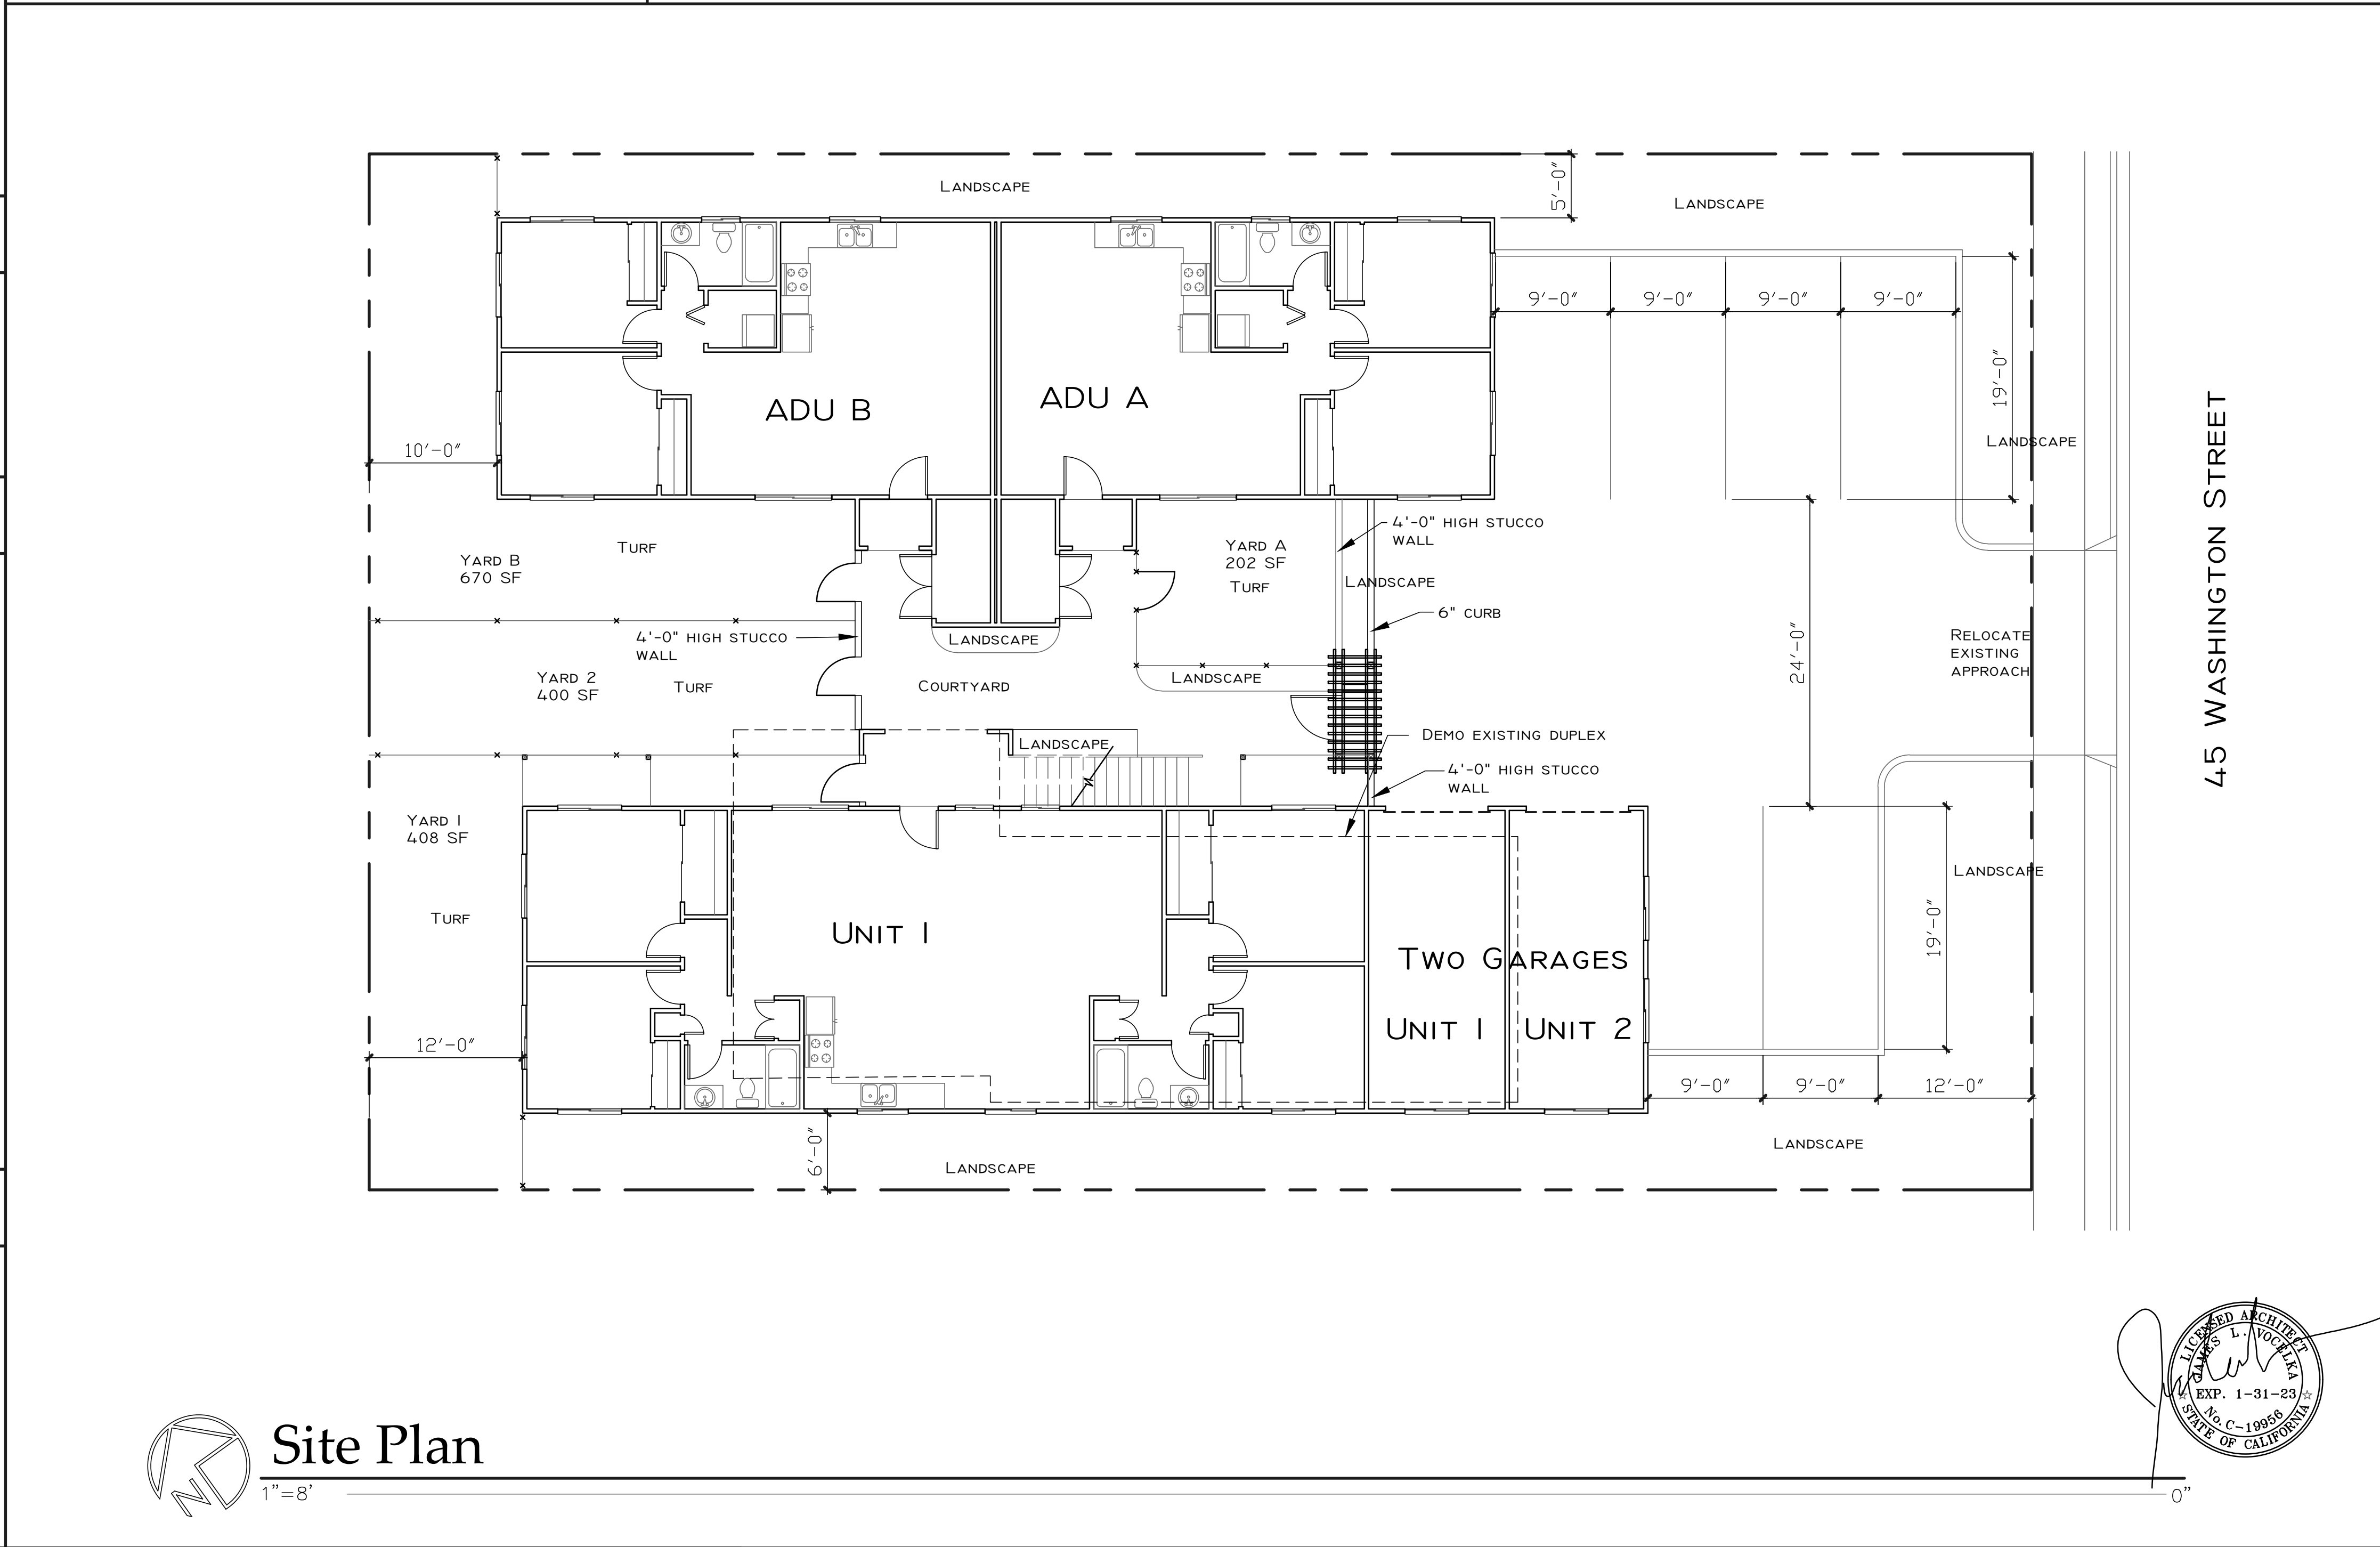 LANDSCAPE
5'-0"
LANDSCAPE
9'-0"
9'-0"
9'-0"
9'-0"
19'-0"
ADU B
ADU A
10'-0"
LANDSCAPE
45 WASHINGTON STREET
4'-0" HIGH STUCCO
WALL
YARD B
670 SF
TURF
YARD A
202 SF
TURF
LANDSCAPE
6" CURB
4'-0" HIGH STUCCO
WALL
LANDSCAPE
24'-0"
RELOCATE
EXISTING
APPROACH
YARD 2
400 SF
TURF
COURTYARD
LANDSCAPE
LANDSCAPE
DEMO EXISTING DUPLEX
4'-0" HIGH STUCCO
WALL
YARD 1
408 SF
TURF
LANDSCAPE
19'-0"
UNIT 1
TWO GARAGES
UNIT 1
UNIT 2
12'-0"
9'-0"
9'-0"
12'-0"
6'-0"
LANDSCAPE
LANDSCAPE
LICENSED ARCHITECT
JAMES L. VOCELKA
EXP. 1-31-23
No. C-19956
STATE OF CALIFORNIA
N
Site Plan
1"=8'
0"